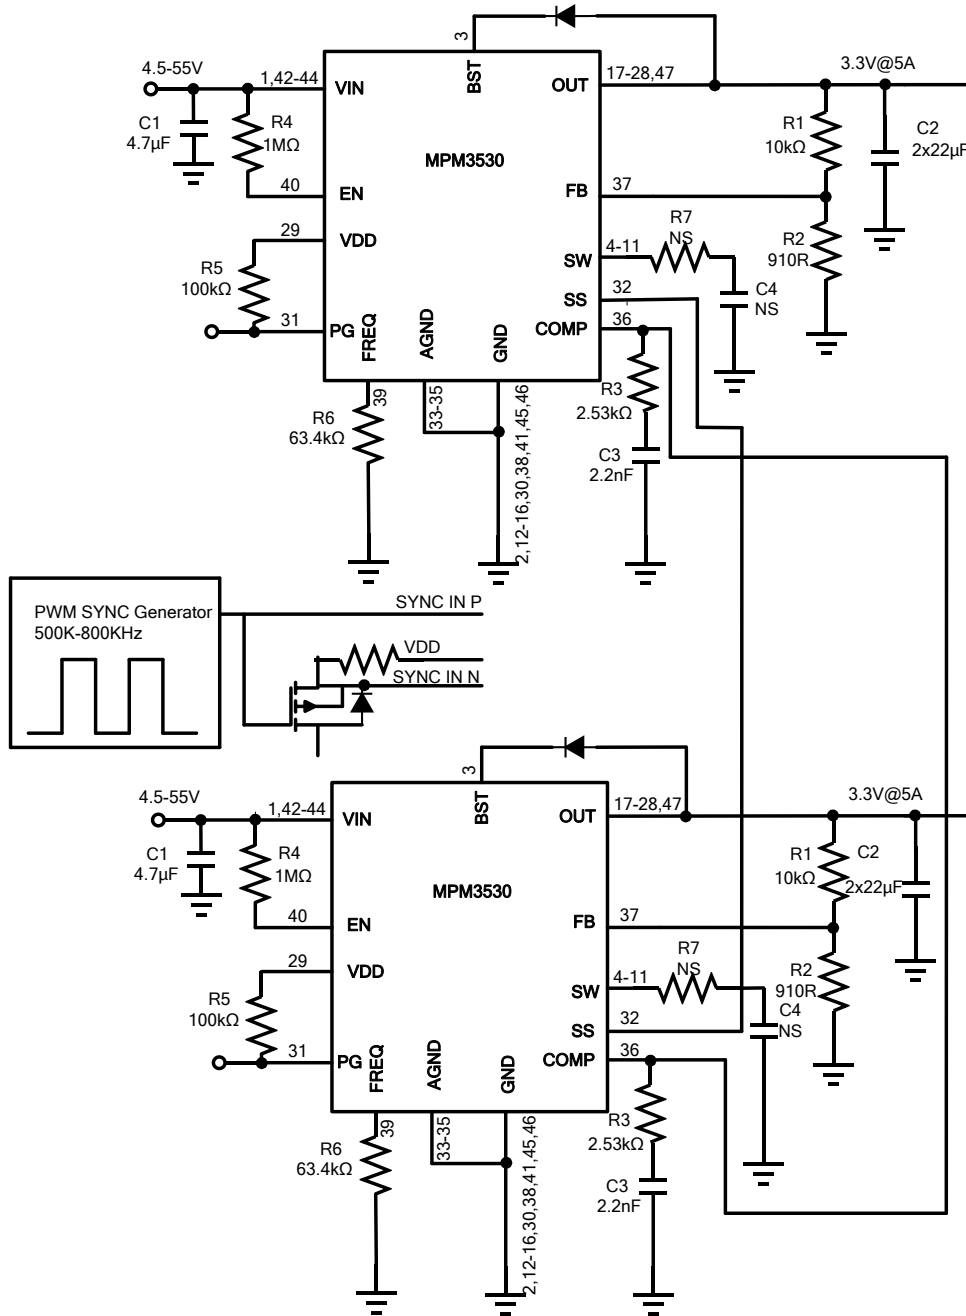 3
4.5-55V
1,42-44
VIN
BST
OUT
17-28,47
3.3V@5A
C1
4.7µF
R4
1MΩ
R1
10kΩ
C2
2x22µF
MPM3530
40
EN
FB
37
29
VDD
R7
NS
R2
910R
SW
4-11
R5
100kΩ
SS
32
C4
NS
31
PG
FREQ
AGND
GND
COMP
36
39
33-35
2,12-16,30,38,41,45,46
R6
63.4kΩ
R3
2.53kΩ
C3
2.2nF
PWM SYNC Generator
500K-800KHz
SYNC IN P
VDD
SYNC IN N
3
4.5-55V
1,42-44
VIN
BST
OUT
17-28,47
3.3V@5A
C1
4.7µF
R4
1MΩ
R1
10kΩ
C2
2x22µF
MPM3530
40
EN
FB
37
29
VDD
R7
NS
R2
910R
SW
4-11
R5
100kΩ
SS
32
C4
NS
31
PG
FREQ
AGND
GND
COMP
36
39
33-35
2,12-16,30,38,41,45,46
R6
63.4kΩ
R3
2.53kΩ
C3
2.2nF